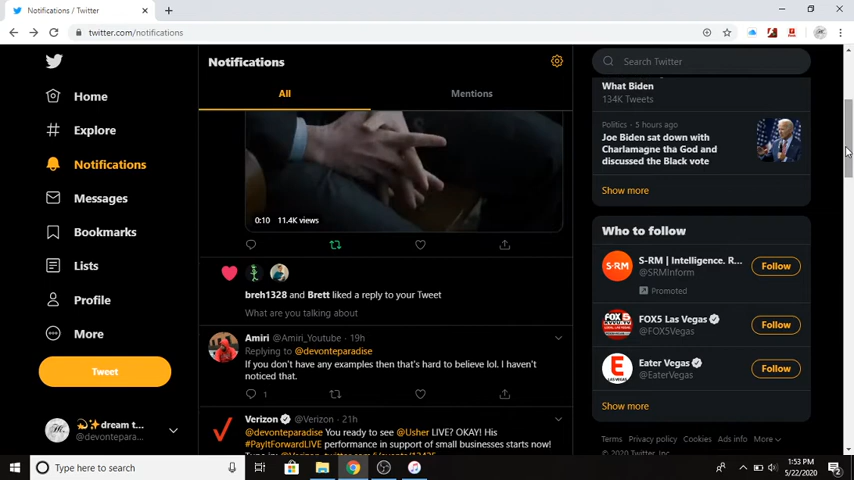 Notifications / Twitter
twitter.com/notifications
Home
Explore
Notifications
Messages
Bookmarks
Lists
Profile
More
Tweet
dream t...
@devontepara...
Notifications
All
Mentions
0:10 11.4K views
breh1328 and Brett liked a reply to your Tweet
What are you talking about
Amiri @Amiri_Youtube · 19h
Replying to @devonteparadise
If you don't have any examples then that's hard to believe lol. I haven't
noticed that.
1
Verizon @Verizon · 21h
@devonteparadise You ready to see @Usher LIVE? OKAY! His
#PayItForwardLIVE performance in support of small businesses starts now!
Search Twitter
What Biden
134K Tweets
Politics · 5 hours ago
Joe Biden sat down with
Charlamagne tha God and
discussed the Black vote
Show more
Who to follow
S-RM
S-RM | Intelligence. R...
@SRMInform
Promoted
Follow
FOX5 Las Vegas
@FOX5Vegas
Follow
Eater Vegas
@EaterVegas
Follow
Show more
Terms Privacy policy Cookies Ads info More
© 2020 Twitter, Inc.
Type here to search
1:53 PM
5/22/2020
2